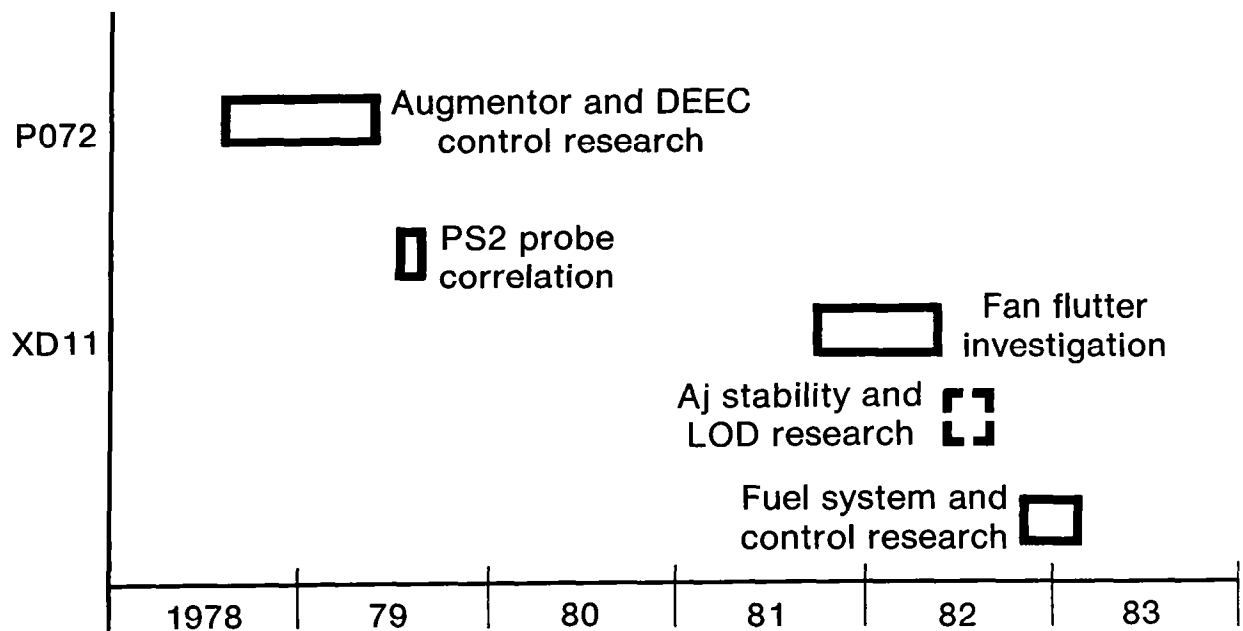 P072
Augmentor and DEEC
control research
PS2 probe
correlation
XD11
Fan flutter
investigation
Aj stability and
LOD research
Fuel system and
control research
1978 79 80 81 82 83